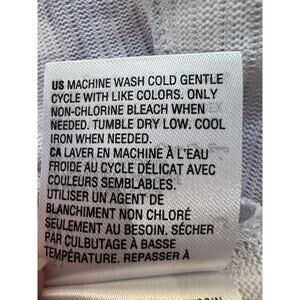 US MACHINE WASH COLD GENTLE
CYCLE WITH LIKE COLORS. ONLY
NON-CHLORINE BLEACH WHEN
NEEDED. TUMBLE DRY LOW. COOL
IRON WHEN NEEDED.
CA LAVER EN MACHINE À L'EAU
FROIDE AU CYCLE DÉLICAT AVEC
COULEURS SEMBLABLES.
UTILISER UN AGENT DE
BLANCHIMENT NON CHLORÉ
SEULEMENT AU BESOIN. SÉCHER
PAR CULBUTAGE À BASSE
TEMPÉRATURE. REPASSER À